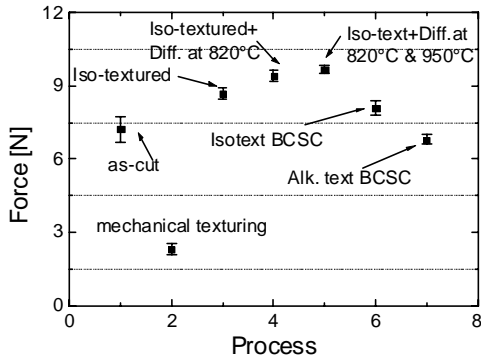 Iso-textured+
Diff. at 820°C
Iso-text+Diff.at
820°C & 950°C
Iso-textured
Isotext BCSC
as-cut
Alk. text BCSC
mechanical texturing
Force [N]
12
9
6
3
0
0 2 4 6 8
Process